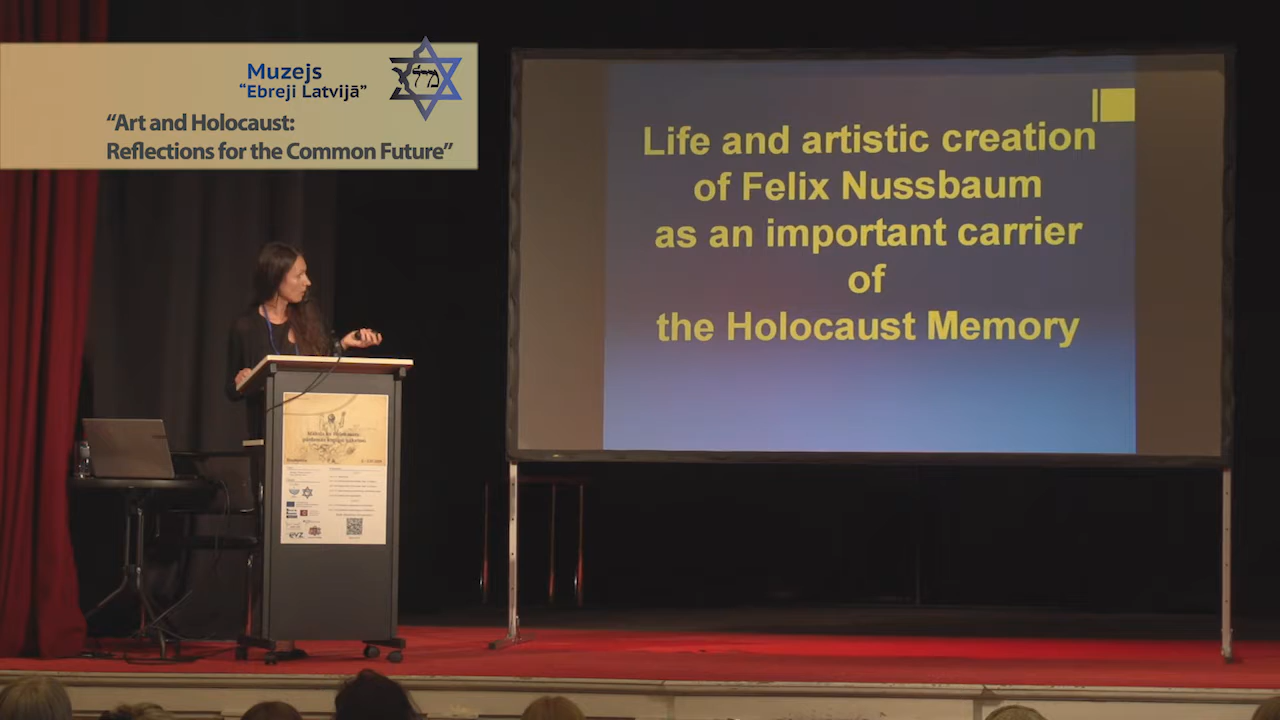 Muzejs
“Ebreji Latvijā”
“Art and Holocaust:
Reflections for the Common Future”
Life and artistic creation
of Felix Nussbaum
as an important carrier
of
the Holocaust Memory
evz